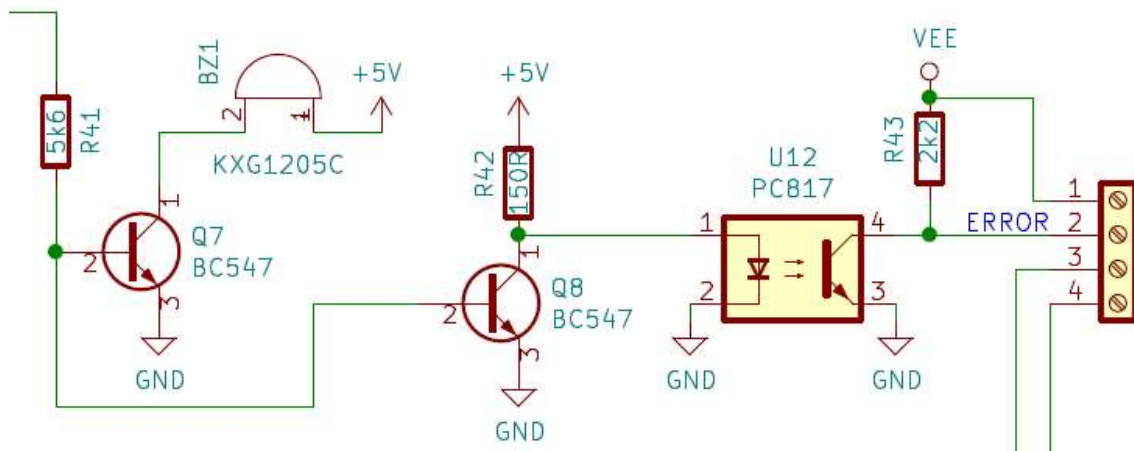 5k6
R41
BZ1
2
1
+5V
KXG1205C
1
2
3
Q7
BC547
GND
+5V
R42
150R
1
2
3
Q8
BC547
GND
U12
PC817
1
2
4
3
GND
GND
VEE
R43
2k2
ERROR
1
2
3
4